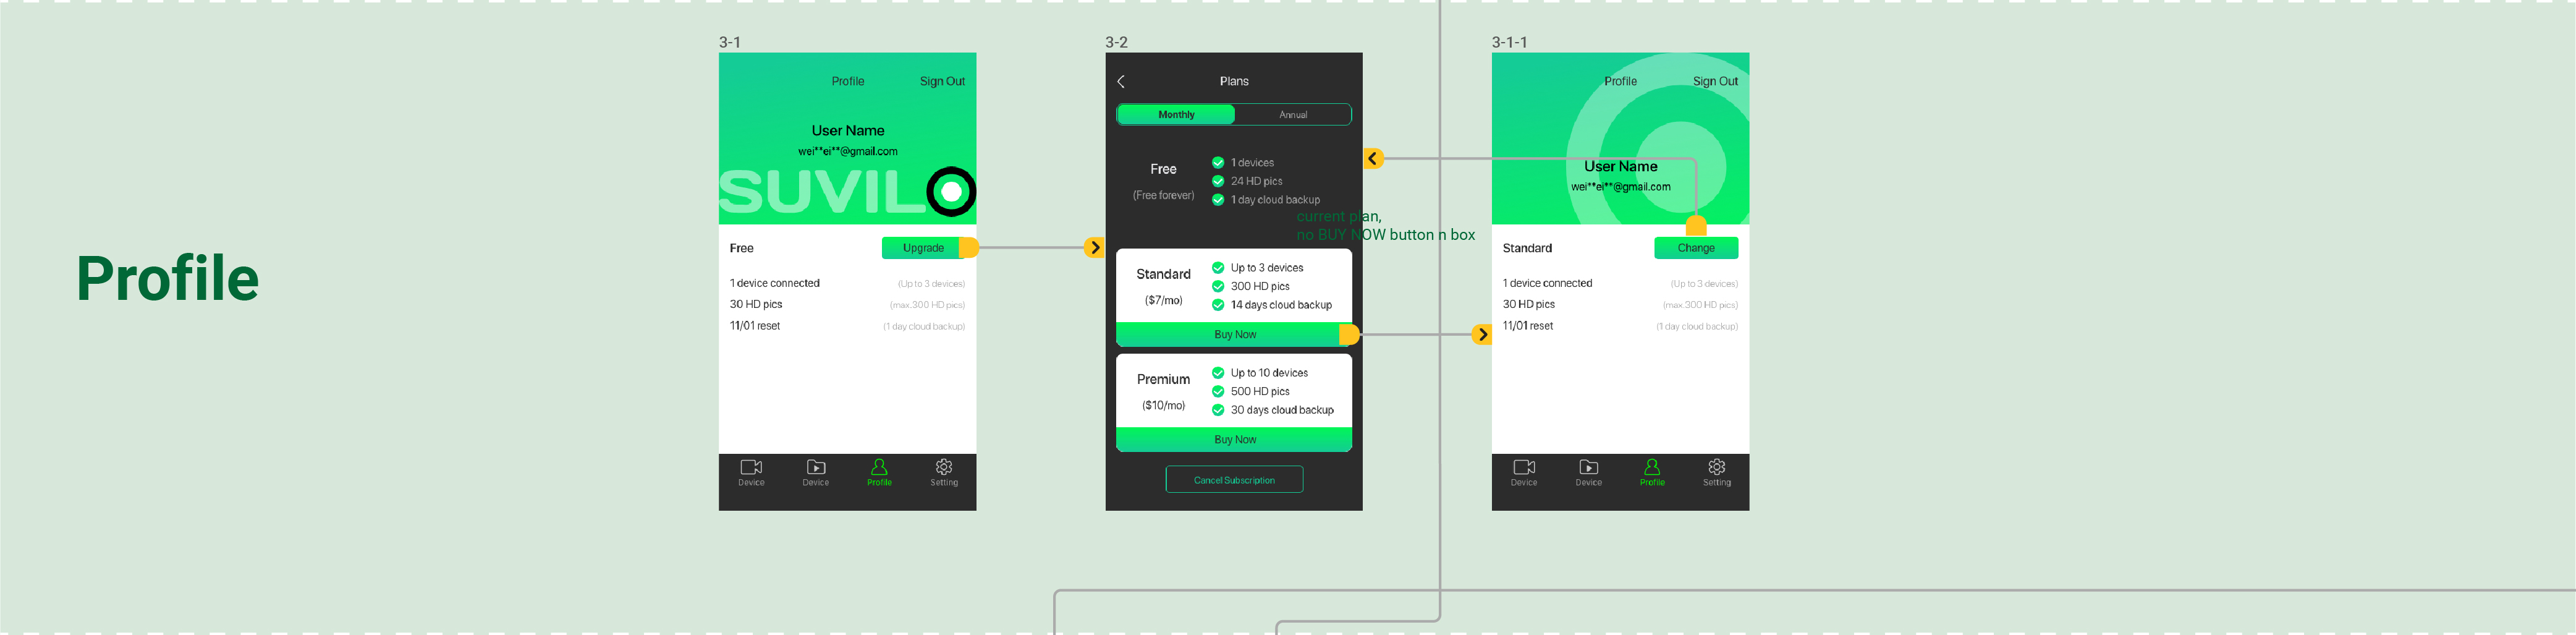 Profile
3-1
Profile
Sign Out
User Name
wei**ei**@gmail.com
SUVILO
Free
Upgrade
1 device connected
(Up to 3 devices)
30 HD pics
(max.300 HD pics)
11/01 reset
(1 day cloud backup)
Device
Device
Profile
Setting
3-2
Plans
Monthly
Annual
Free
(Free forever)
1 devices
24 HD pics
1 day cloud backup
current plan,
no BUY NOW button n box
Standard
($7/mo)
Up to 3 devices
300 HD pics
14 days cloud backup
Buy Now
Premium
($10/mo)
Up to 10 devices
500 HD pics
30 days cloud backup
Buy Now
Cancel Subscription
3-1-1
Profile
Sign Out
User Name
wei**ei**@gmail.com
Standard
Change
1 device connected
(Up to 3 devices)
30 HD pics
(max.300 HD pics)
11/01 reset
(1 day cloud backup)
Device
Device
Profile
Setting